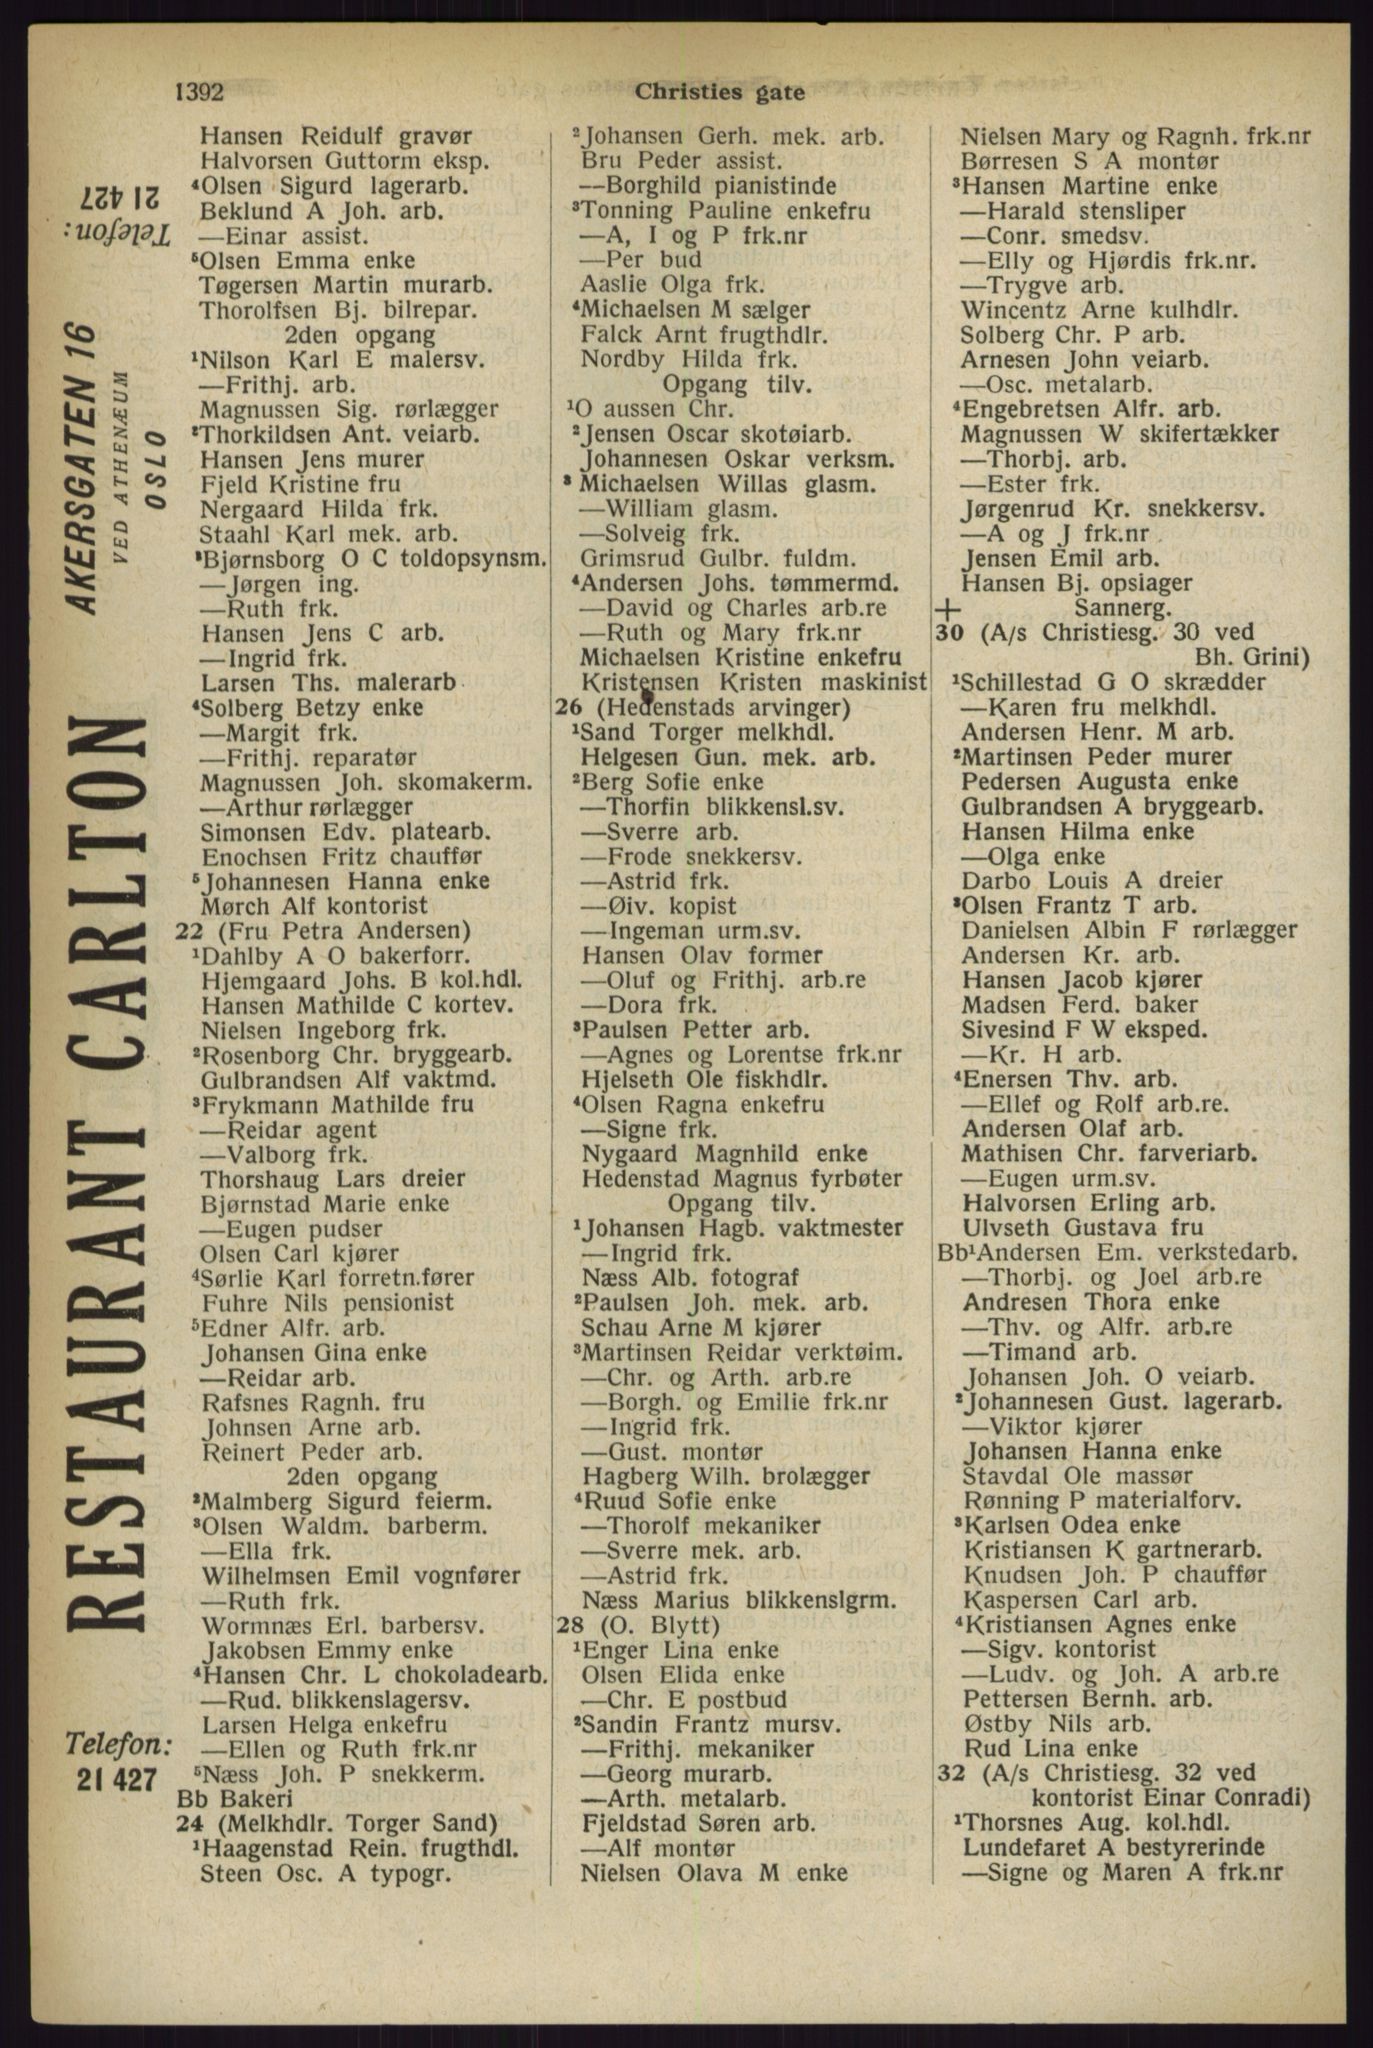 1392
Christies gate
Telefon:
21 427
AKERSGATEN 16
VED ATHENÆUM
OSLO
RESTAURANT CARLTON
Telefon:
21 427
Hansen Reidulf gravør
Halvorsen Guttorm eksp.
⁴Olsen Sigurd lagerarb.
Beklund A Joh. arb.
—Einar assist.
⁵Olsen Emma enke
Tøgersen Martin murarb.
Thorolfsen Bj. bilrepar.
2den opgang
¹Nilson Karl E malersv.
—Frithj. arb.
Magnussen Sig. rørlægger
²Thorkildsen Ant. veiarb.
Hansen Jens murer
Fjeld Kristine fru
Nergaard Hilda frk.
Staahl Karl mek. arb.
³Bjørnsborg O C toldopsynsm.
—Jørgen ing.
—Ruth frk.
Hansen Jens C arb.
—Ingrid frk.
Larsen Ths. malerarb
⁴Solberg Betzy enke
—Margit frk.
—Frithj. reparatør
Magnussen Joh. skomakerm.
—Arthur rørlægger
Simonsen Edv. platearb.
Enochsen Fritz chauffør
⁵Johannesen Hanna enke
Mørch Alf kontorist
22 (Fru Petra Andersen)
¹Dahlby A O bakerforr.
Hjemgaard Johs. B kol.hdl.
Hansen Mathilde C kortev.
Nielsen Ingeborg frk.
²Rosenborg Chr. bryggearb.
Gulbrandsen Alf vaktmd.
³Frykmann Mathilde fru
—Reidar agent
—Valborg frk.
Thorshaug Lars dreier
Bjørnstad Marie enke
—Eugen pudser
Olsen Carl kjører
⁴Sørlie Karl forretn.fører
Fuhre Nils pensionist
⁵Edner Alfr. arb.
Johansen Gina enke
—Reidar arb.
Rafsnes Ragnh. fru
Johnsen Arne arb.
Reinert Peder arb.
2den opgang
²Malmberg Sigurd feierm.
³Olsen Waldm. barberm.
—Ella frk.
Wilhelmsen Emil vognfører
—Ruth frk.
Wormnæs Erl. barbersv.
Jakobsen Emmy enke
⁴Hansen Chr. L chokoladearb.
—Rud. blikkenslagersv.
Larsen Helga enkefru
—Ellen og Ruth frk.nr
⁵Næss Joh. P snekkerm.
Bb Bakeri
24 (Melkhdlr. Torger Sand)
¹Haagenstad Rein. frugthdl.
Steen Osc. A typogr.
²Johansen Gerh. mek. arb.
Bru Peder assist.
—Borghild pianistinde
³Tonning Pauline enkefru
—A, I og P frk.nr
—Per bud
Aaslie Olga frk.
⁴Michaelsen M sælger
Falck Arnt frugthdlr.
Nordby Hilda frk.
Opgang tilv.
¹O aussen Chr.
²Jensen Oscar skotøiarb.
Johannesen Oskar verksm.
³ Michaelsen Willas glasm.
—William glasm.
—Solveig frk.
Grimsrud Gulbr. fuldm.
⁴Andersen Johs. tømmermd.
—David og Charles arb.re
—Ruth og Mary frk.nr
Michaelsen Kristine enkefru
Kristensen Kristen maskinist
26 (Hedenstads arvinger)
¹Sand Torger melkhdl.
Helgesen Gun. mek. arb.
²Berg Sofie enke
—Thorfin blikkensl.sv.
—Sverre arb.
—Frode snekkersv.
—Astrid frk.
—Øiv. kopist
—Ingeman urm.sv.
Hansen Olav former
—Oluf og Frithj. arb.re
—Dora frk.
³Paulsen Petter arb.
—Agnes og Lorentse frk.nr
Hjelseth Ole fiskhdlr.
⁴Olsen Ragna enkefru
—Signe frk.
Nygaard Magnhild enke
Hedenstad Magnus fyrbøter
Opgang tilv.
¹Johansen Hagb. vaktmester
—Ingrid frk.
Næss Alb. fotograf
²Paulsen Joh. mek. arb.
Schau Arne M kjører
³Martinsen Reidar verktøim.
—Chr. og Arth. arb.re
—Borgh. og Emilie frk.nr
—Ingrid frk.
—Gust. montør
Hagberg Wilh. brolægger
⁴Ruud Sofie enke
—Thorolf mekaniker
—Sverre mek. arb.
—Astrid frk.
Næss Marius blikkenslgrm.
28 (O. Blytt)
¹Enger Lina enke
Olsen Elida enke
—Chr. E postbud
²Sandin Frantz mursv.
—Frithj. mekaniker
—Georg murarb.
—Arth. metalarb.
Fjeldstad Søren arb.
—Alf montør
Nielsen Olava M enke
Nielsen Mary og Ragnh. frk.nr
Børresen S A montør
³Hansen Martine enke
—Harald stensliper
—Conr. smedsv.
—Elly og Hjørdis frk.nr.
—Trygve arb.
Wincentz Arne kulhdlr.
Solberg Chr. P arb.
Arnesen John veiarb.
—Osc. metalarb.
⁴Engebretsen Alfr. arb.
Magnussen W skifertækker
—Thorbj. arb.
—Ester frk.
Jørgenrud Kr. snekkersv.
—A og J frk.nr
Jensen Emil arb.
Hansen Bj. opsiager
+ Sannerg.
30 (A/s Christiesg. 30 ved
Bh. Grini)
¹Schillestad G O skrædder
—Karen fru melkhdl.
Andersen Henr. M arb.
²Martinsen Peder murer
Pedersen Augusta enke
Gulbrandsen A bryggearb.
Hansen Hilma enke
—Olga enke
Darbo Louis A dreier
³Olsen Frantz T arb.
Danielsen Albin F rørlægger
Andersen Kr. arb.
Hansen Jacob kjører
Madsen Ferd. baker
Sivesind F W eksped.
—Kr. H arb.
⁴Enersen Thv. arb.
—Ellef og Rolf arb.re.
Andersen Olaf arb.
Mathisen Chr. farveriarb.
—Eugen urm.sv.
Halvorsen Erling arb.
Ulvseth Gustava fru
Bb¹Andersen Em. verkstedarb.
—Thorbj. og Joel arb.re
Andresen Thora enke
—Thv. og Alfr. arb.re
—Timand arb.
Johansen Joh. O veiarb.
²Johannesen Gust. lagerarb.
—Viktor kjører
Johansen Hanna enke
Stavdal Ole massør
Rønning P materialforv.
³Karlsen Odea enke
Kristiansen K gartnerarb.
Knudsen Joh. P chauffør
Kaspersen Carl arb.
⁴Kristiansen Agnes enke
—Sigv. kontorist
—Ludv. og Joh. A arb.re
Pettersen Bernh. arb.
Østby Nils arb.
Rud Lina enke
32 (A/s Christiesg. 32 ved
kontorist Einar Conradi)
¹Thorsnes Aug. kol.hdl.
Lundefaret A bestyrerinde
—Signe og Maren A frk.nr